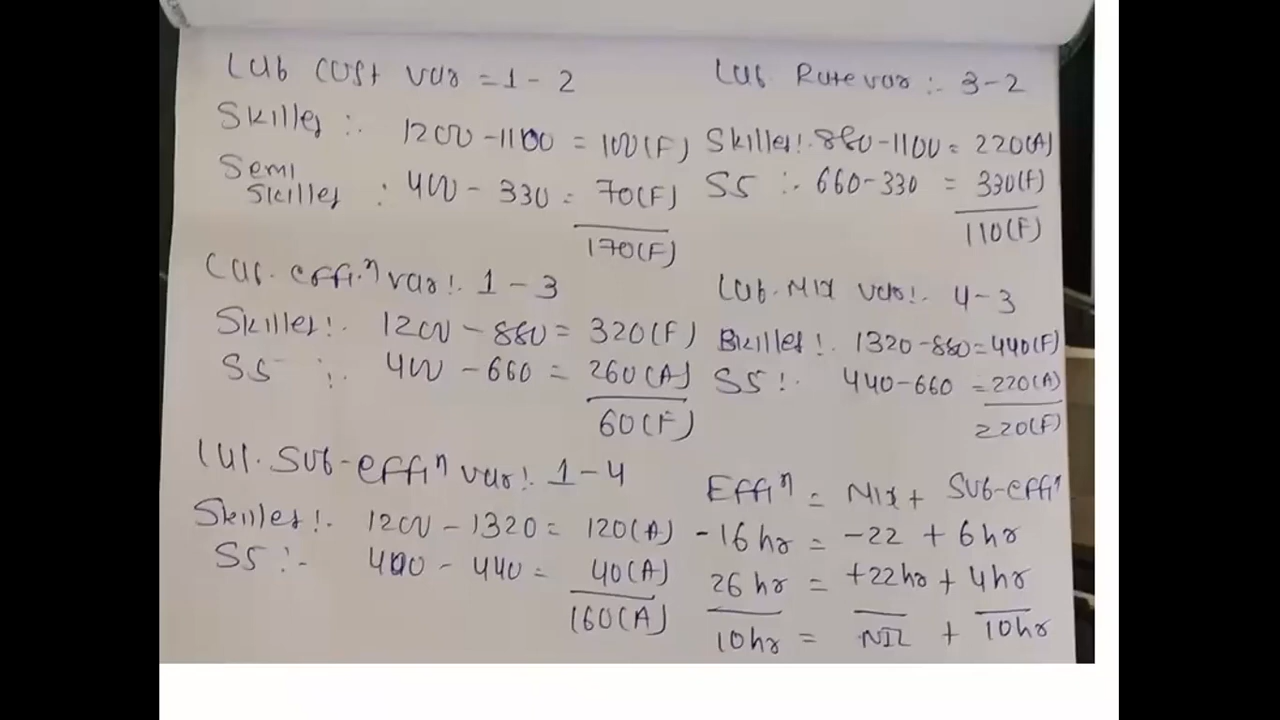 Lab Cost var = 1 - 2
Skilled :. 1200 - 1100 = 100(F)
Semi
Skilled : 400 - 330 = 70(F)
170(F)
Lab. effi.n var:. 1 - 3
Skilled:. 1200 - 880 = 320(F)
SS :. 400 - 660 = 260(A)
60(F)
Lab. Sub-effin var:. 1 - 4
Skilled:. 1200 - 1320 = 120(A)
SS :- 400 - 440 = 40(A)
160(A)
Lab. Rate var :. 3 - 2
Skilled:. 880 - 1100 = 220(A)
SS :. 660 - 330 = 330(F)
110(F)
Lab. Mix var:. 4 - 3
Skilled:. 1320 - 880 = 440(F)
SS:. 440 - 660 = 220(A)
220(F)
Effin = Mix + Sub-effin
-16 hr = -22 + 6 hr
26 hr = +22 hr + 4 hr
10 hr = NIL + 10 hr